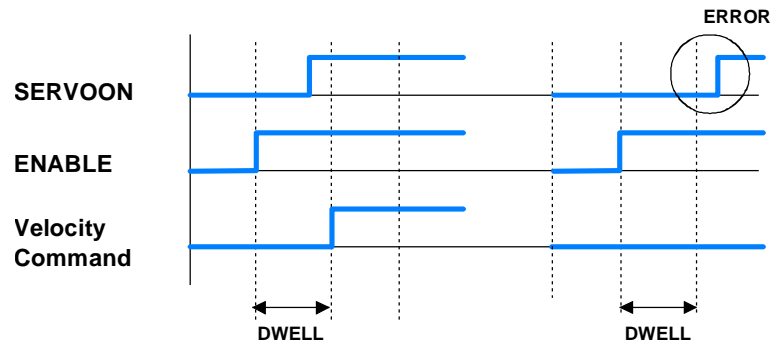 ERROR
SERVOON
ENABLE
Velocity
Command
DWELL
DWELL